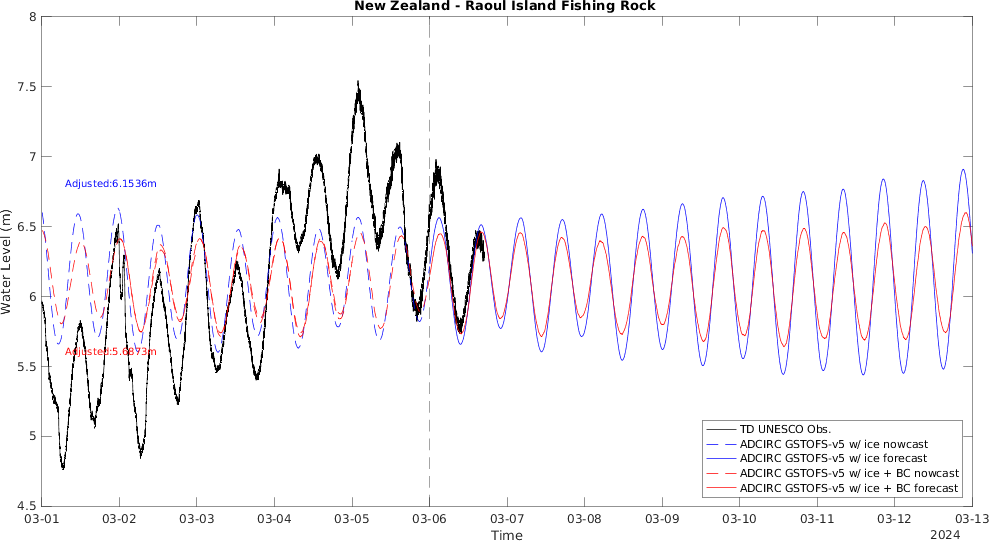 New Zealand - Raoul Island Fishing Rock
8
7.5
7
6.5
6
5.5
5
4.5
Water Level (m)
Adjusted:6.1536m
Adjusted:5.6873m
TD UNESCO Obs.
ADCIRC GSTOFS-v5 w/ ice nowcast
ADCIRC GSTOFS-v5 w/ ice forecast
ADCIRC GSTOFS-v5 w/ ice + BC nowcast
ADCIRC GSTOFS-v5 w/ ice + BC forecast
03-01 03-02 03-03 03-04 03-05 03-06 03-07 03-08 03-09 03-10 03-11 03-12 03-13
Time
2024